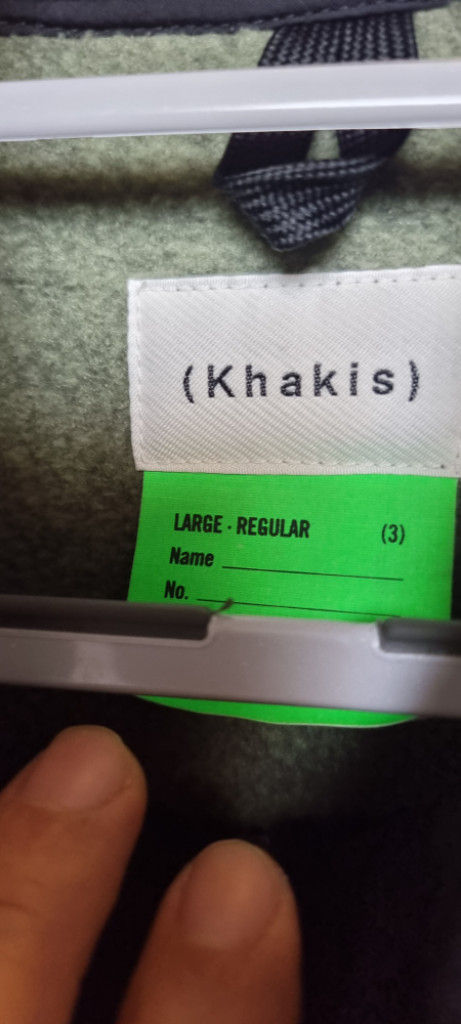 (Khakis)
LARGE · REGULAR (3)
Name
No.